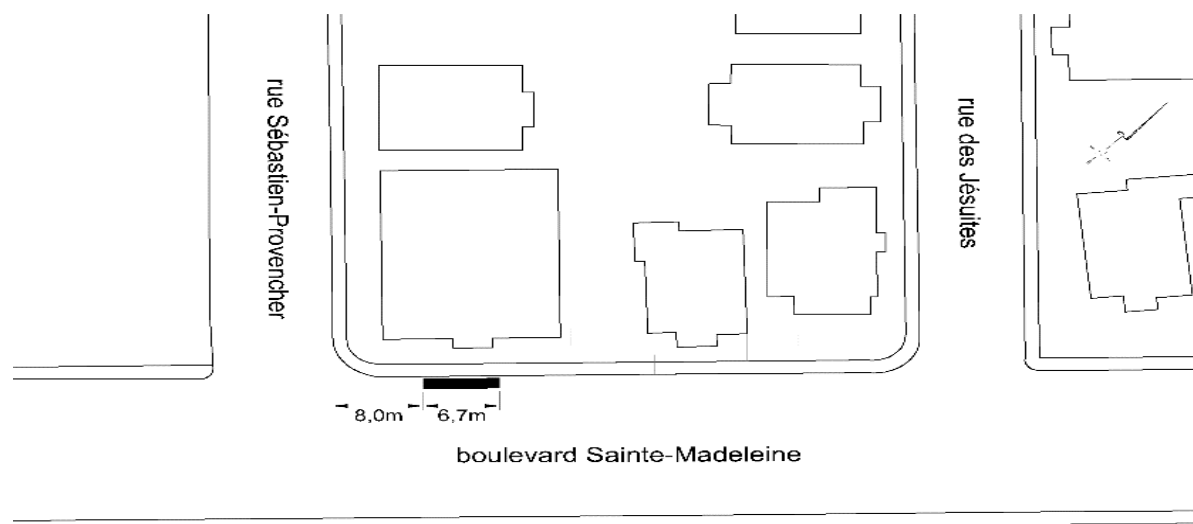 rue Sébastien-Provencher
rue des Jésuites
8,0m
6,7m
boulevard Sainte-Madeleine